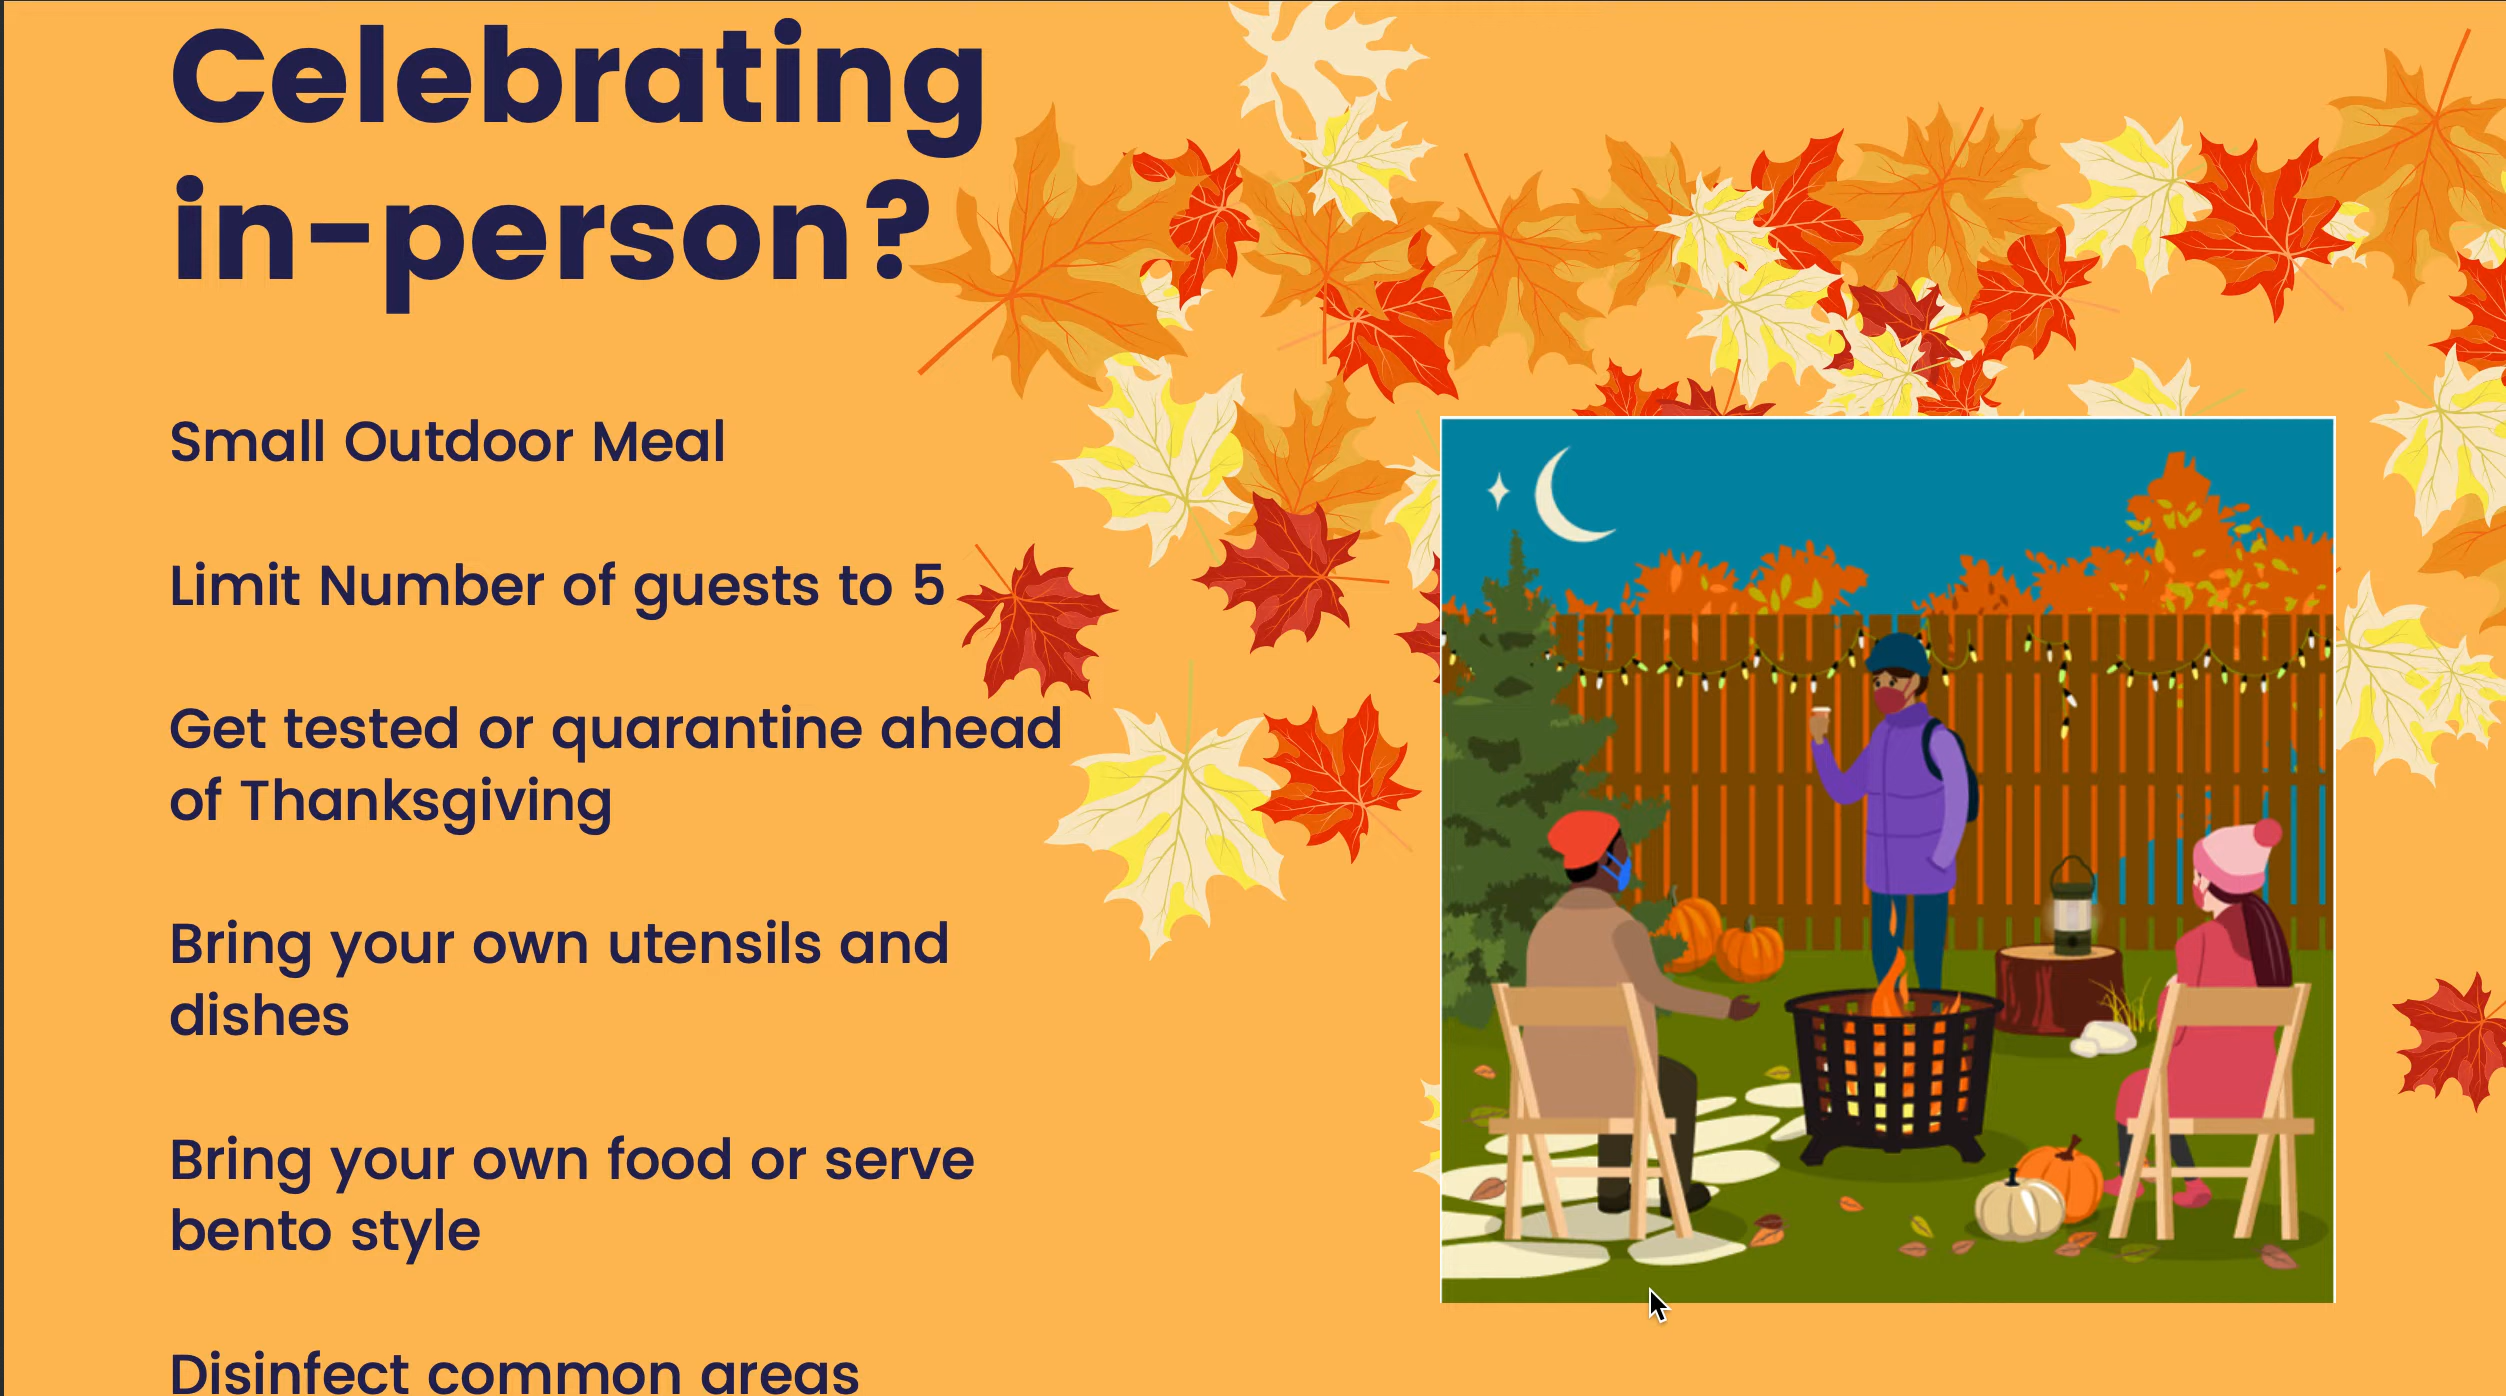 Celebrating
in-person?
Small Outdoor Meal
Limit Number of guests to 5
Get tested or quarantine ahead
of Thanksgiving
Bring your own utensils and
dishes
Bring your own food or serve
bento style
Disinfect common areas